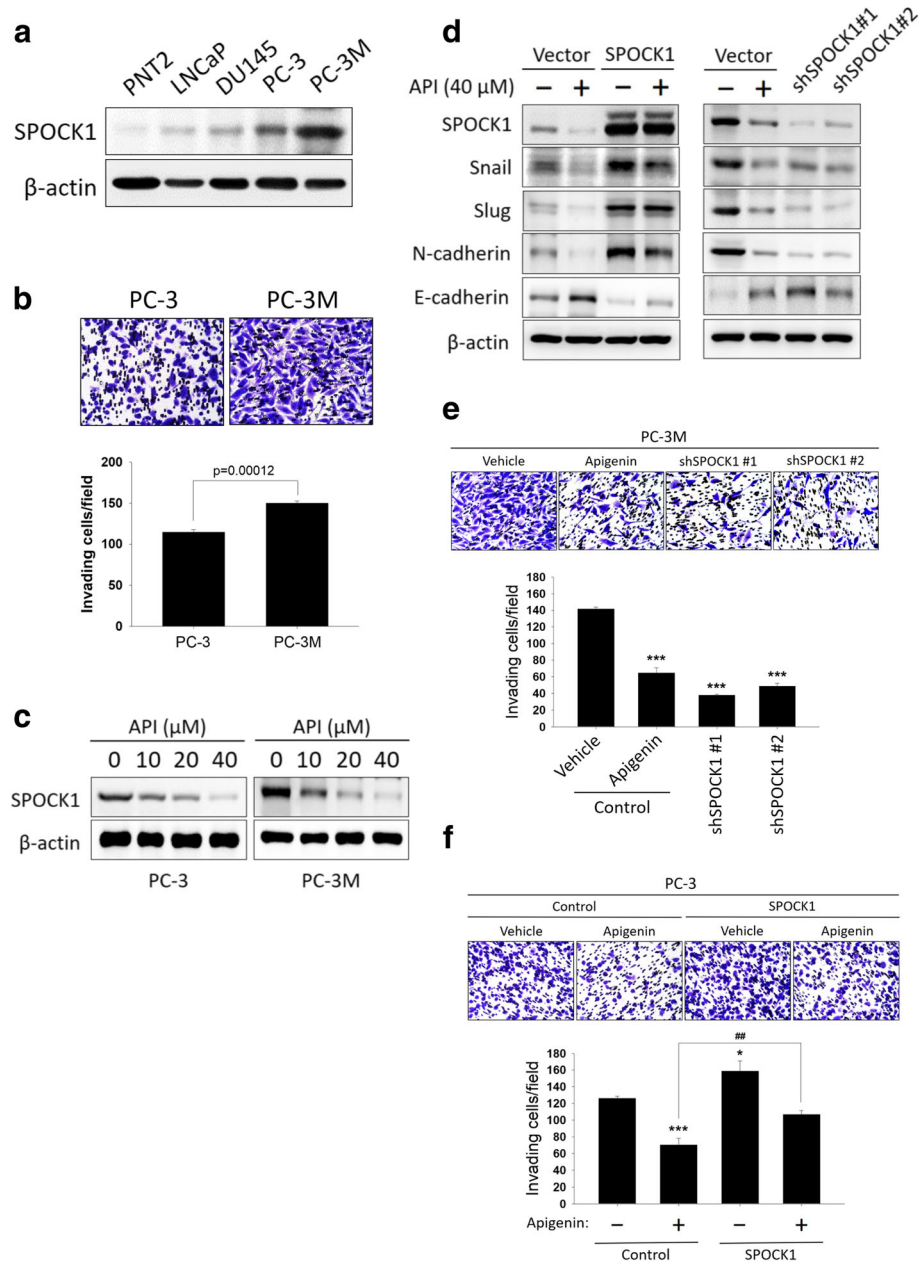 a
PNT2 LNCaP DU145 PC-3 PC-3M
SPOCK1
β-actin
b
PC-3 PC-3M
p=0.00012
Invading cells/field
200
150
100
50
0
PC-3 PC-3M
c
API (µM) API (µM)
0 10 20 40 0 10 20 40
SPOCK1
β-actin
PC-3 PC-3M
d
Vector SPOCK1 Vector shSPOCK1#1 shSPOCK1#2
API (40 µM) − + − + − +
SPOCK1
Snail
Slug
N-cadherin
E-cadherin
β-actin
e
PC-3M
Vehicle Apigenin shSPOCK1 #1 shSPOCK1 #2
Invading cells/field
180
160
140
120
100
80
60
40
20
0
*** *** ***
Vehicle Apigenin shSPOCK1 #1 shSPOCK1 #2
Control
f
PC-3
Control SPOCK1
Vehicle Apigenin Vehicle Apigenin
Invading cells/field
180
160
140
120
100
80
60
40
20
0
##
*
***
Apigenin: − + − +
Control SPOCK1